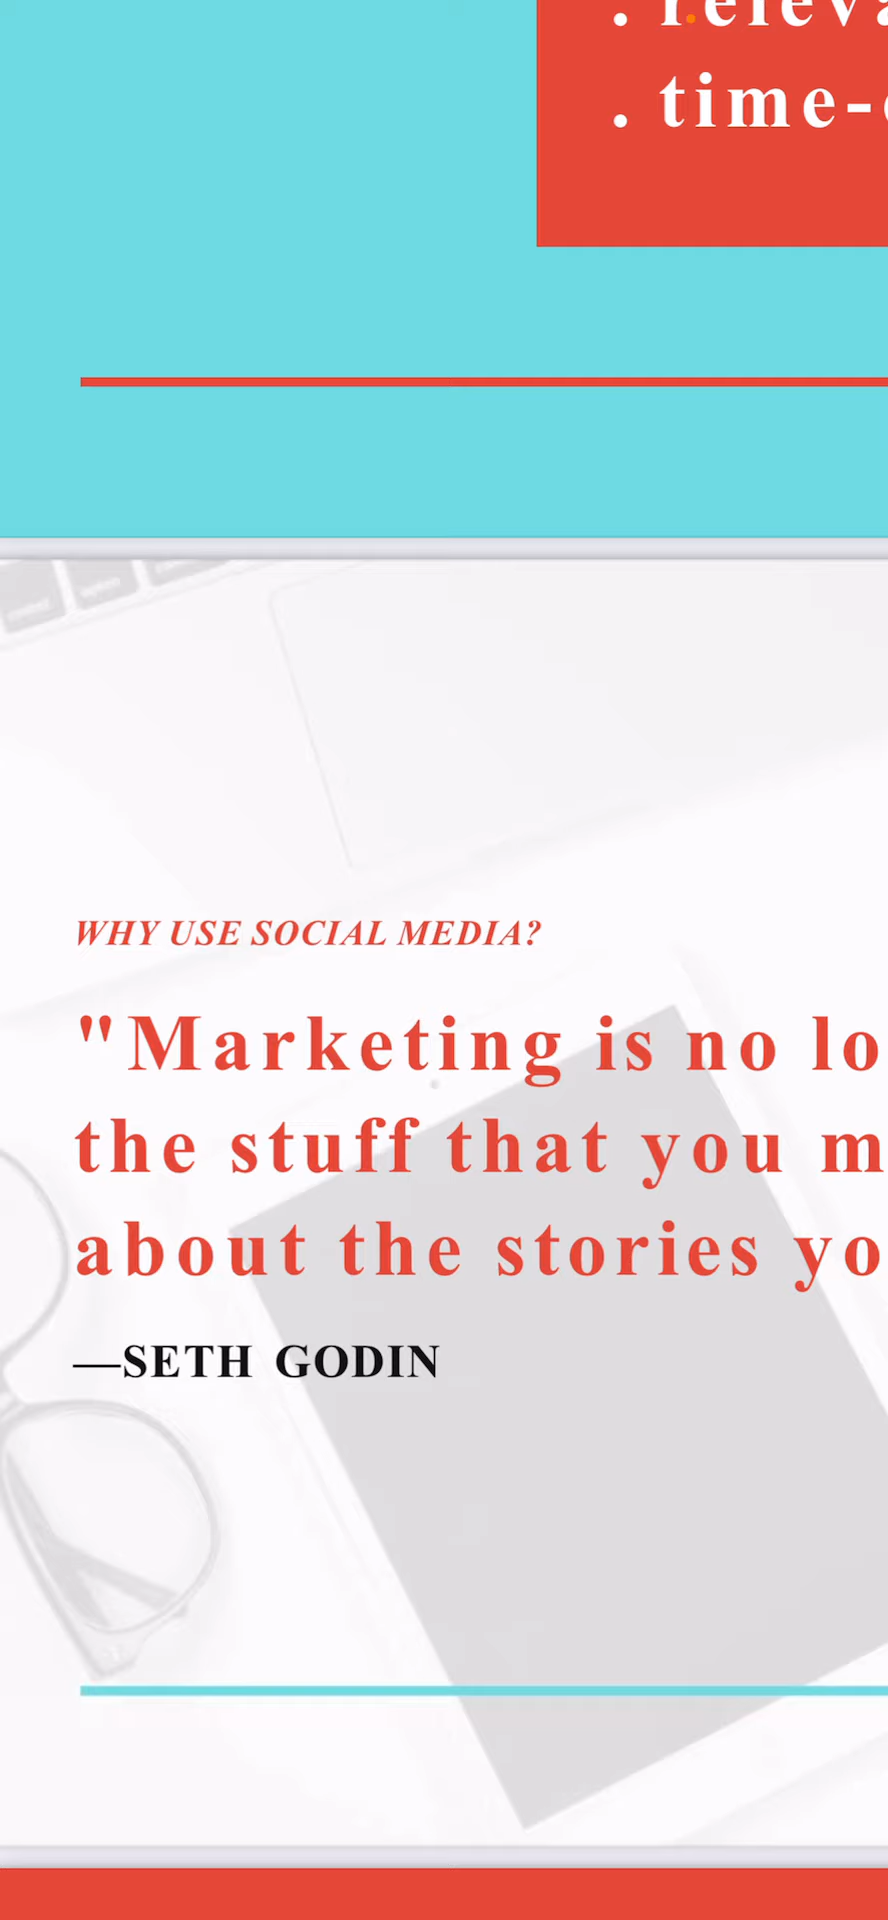 . 
. time-
WHY USE SOCIAL MEDIA?
"Marketing is no lo
the stuff that you m
about the stories yo
—SETH GODIN